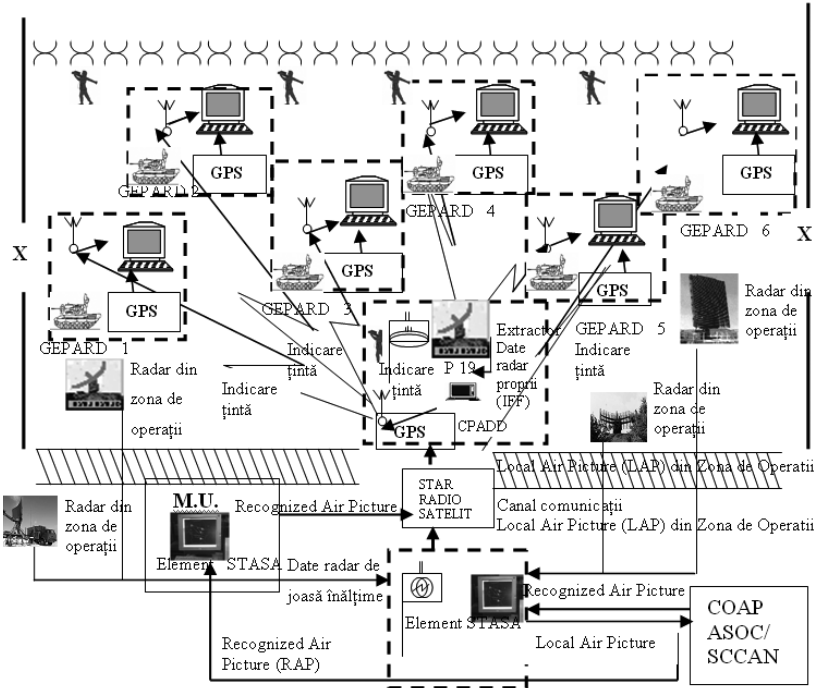 GPS
GEPARD 2
GPS
GEPARD 4
GPS
GEPARD 6
X
X
GPS
GEPARD 1
GPS
GEPARD 3
GPS
GEPARD 5
Radar din
zona de
operații
Radar din
zona de
operații
Indicare
țintă
Indicare
țintă
Indicare
țintă
P 19
Extractor
Date
radar
proprii
(IFF)
Indicare
țintă
Radar din
zona de
operații
GPS
CPADD
Local Air Picture (LAP) din Zona de Operatii
STAR
RADIO
SATELIT
Canal comunicații
Local Air Picture (LAP) din Zona de Operatii
M.U.
Recognized Air Picture
Element STASA
Radar din
zona de
operații
Date radar de
joasă înălțime
Element STASA
Recognized Air Picture
Local Air Picture
COAP
ASOC/
SCCAN
Recognized Air
Picture (RAP)